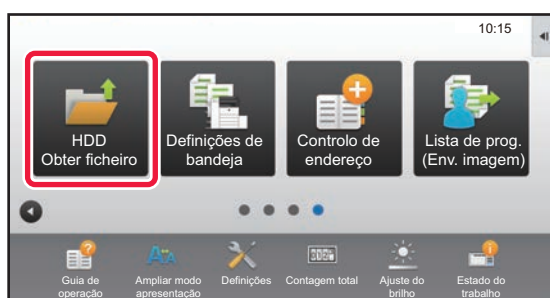 10:15
HDD
Obter ficheiro
Definições de
bandeja
Controlo de
endereço
Lista de prog.
(Env. imagem)
Guia de
operação
Ampliar modo
apresentação
Definições
Contagem total
Ajuste do
brilho
Estado do
trabalho